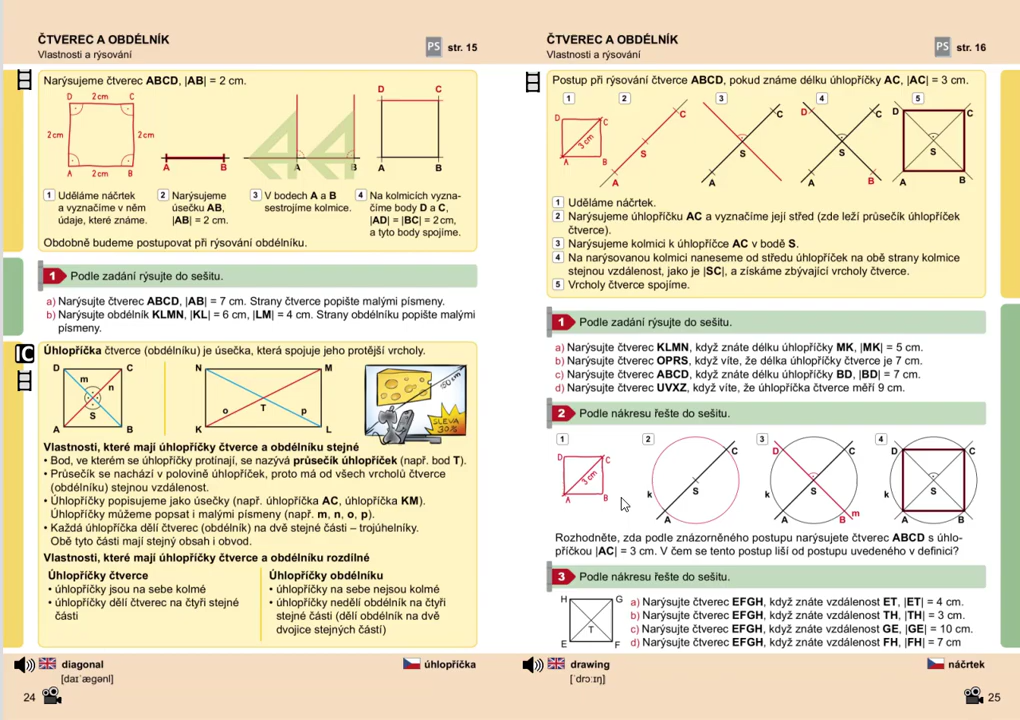 ČTVEREC A OBDÉLNÍK
Vlastnosti a rýsování
PS str. 15
Narýsujeme čtverec ABCD, |AB| = 2 cm.
D 2 cm C
2 cm 2 cm
A 2 cm B
A B
A B
D C
A B
1 Uděláme náčrtek
a vyznačíme v něm
údaje, které známe.
2 Narýsujeme
úsečku AB,
|AB| = 2 cm.
3 V bodech A a B
sestrojíme kolmice.
4 Na kolmicích vyzna-
číme body D a C,
|AD| = |BC| = 2 cm,
a tyto body spojíme.
Obdobně budeme postupovat při rýsování obdélníku.
1 Podle zadání rýsujte do sešitu.
a) Narýsujte čtverec ABCD, |AB| = 7 cm. Strany čtverce popište malými písmeny.
b) Narýsujte obdélník KLMN, |KL| = 6 cm, |LM| = 4 cm. Strany obdélníku popište malými
písmeny.
IC
Úhlopříčka čtverce (obdélníku) je úsečka, která spojuje jeho protější vrcholy.
D C
m n
S
A B
N M
o T p
K L
150 cm
SLEVA
30%
Vlastnosti, které mají úhlopříčky čtverce a obdélníku stejné
• Bod, ve kterém se úhlopříčky protínají, se nazývá průsečík úhlopříček (např. bod T).
• Průsečík se nachází v polovině úhlopříček, proto má od všech vrcholů čtverce
(obdélníku) stejnou vzdálenost.
• Úhlopříčky popisujeme jako úsečky (např. úhlopříčka AC, úhlopříčka KM).
Úhlopříčky můžeme popsat i malými písmeny (např. m, n, o, p).
• Každá úhlopříčka dělí čtverec (obdélník) na dvě stejné části – trojúhelníky.
Obě tyto části mají stejný obsah i obvod.
Vlastnosti, které mají úhlopříčky čtverce a obdélníku rozdílné
Úhlopříčky čtverce
• úhlopříčky jsou na sebe kolmé
• úhlopříčky dělí čtverec na čtyři stejné
části
Úhlopříčky obdélníku
• úhlopříčky na sebe nejsou kolmé
• úhlopříčky nedělí obdélník na čtyři
stejné části (dělí obdélník na dvě
dvojice stejných částí)
diagonal
[daɪˈægənl]
úhlopříčka
24
ČTVEREC A OBDÉLNÍK
Vlastnosti a rýsování
PS str. 16
Postup při rýsování čtverce ABCD, pokud známe délku úhlopříčky AC, |AC| = 3 cm.
1 2 3 4 5
D C
3 cm
A B
C
S
A
C
S
A
D C
S
A B
D C
S
A B
1 Uděláme náčrtek.
2 Narýsujeme úhlopříčku AC a vyznačíme její střed (zde leží průsečík úhlopříček
čtverce).
3 Narýsujeme kolmici k úhlopříčce AC v bodě S.
4 Na narýsovanou kolmici naneseme od středu úhlopříček na obě strany kolmice
stejnou vzdálenost, jako je |SC|, a získáme zbývající vrcholy čtverce.
5 Vrcholy čtverce spojíme.
1 Podle zadání rýsujte do sešitu.
a) Narýsujte čtverec KLMN, když znáte délku úhlopříčky MK, |MK| = 5 cm.
b) Narýsujte čtverec OPRS, když víte, že délka úhlopříčky čtverce je 7 cm.
c) Narýsujte čtverec ABCD, když znáte délku úhlopříčky BD, |BD| = 7 cm.
d) Narýsujte čtverec UVXZ, když víte, že úhlopříčka čtverce měří 9 cm.
2 Podle nákresu řešte do sešitu.
1 2 3 4
D C
3 cm
A B
C
S
k
A
D C
S
k
A B m
D C
S
k
A B
Rozhodněte, zda podle znázorněného postupu narýsujete čtverec ABCD s úhlo-
příčkou |AC| = 3 cm. V čem se tento postup liší od postupu uvedeného v definici?
3 Podle nákresu řešte do sešitu.
H G
T
E F
a) Narýsujte čtverec EFGH, když znáte vzdálenost ET, |ET| = 4 cm.
b) Narýsujte čtverec EFGH, když znáte vzdálenost TH, |TH| = 3 cm.
c) Narýsujte čtverec EFGH, když znáte vzdálenost GE, |GE| = 10 cm.
d) Narýsujte čtverec EFGH, když znáte vzdálenost FH, |FH| = 7 cm
drawing
[ˈdrɔːɪŋ]
náčrtek
25